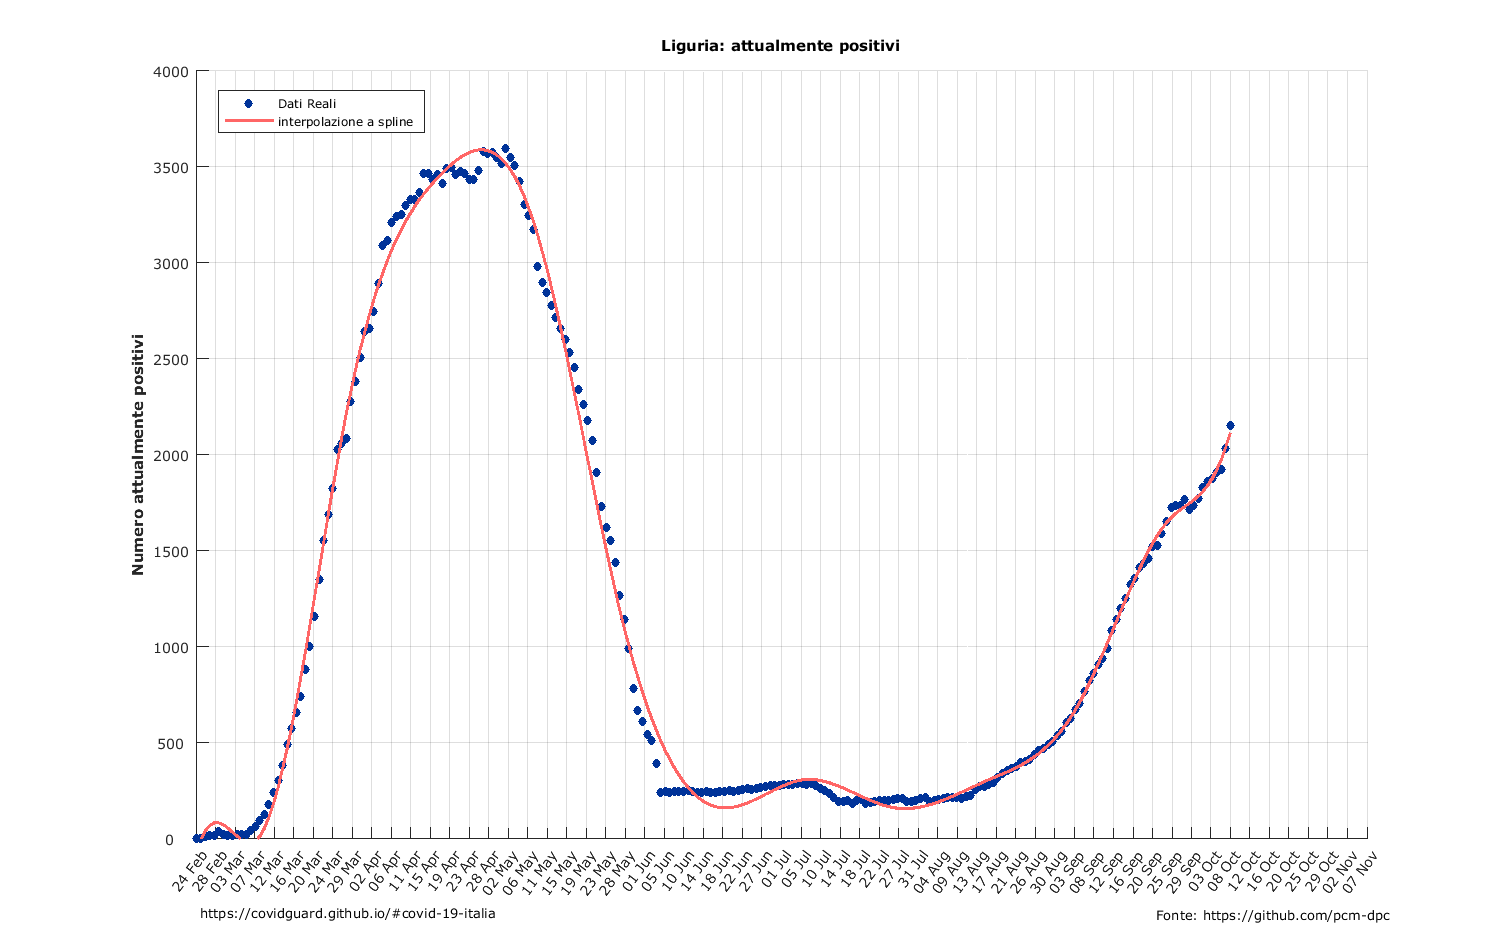 Liguria: attualmente positivi
Dati Reali
interpolazione a spline
Numero attualmente positivi
4000
3500
3000
2500
2000
1500
1000
500
0
24 Feb
28 Feb
03 Mar
07 Mar
12 Mar
16 Mar
20 Mar
24 Mar
29 Mar
02 Apr
06 Apr
11 Apr
15 Apr
19 Apr
23 Apr
28 Apr
02 May
06 May
11 May
15 May
19 May
23 May
28 May
01 Jun
05 Jun
10 Jun
14 Jun
18 Jun
22 Jun
27 Jun
01 Jul
05 Jul
10 Jul
14 Jul
18 Jul
22 Jul
27 Jul
31 Jul
04 Aug
09 Aug
13 Aug
17 Aug
21 Aug
26 Aug
30 Aug
03 Sep
08 Sep
12 Sep
16 Sep
20 Sep
25 Sep
29 Sep
03 Oct
08 Oct
12 Oct
16 Oct
20 Oct
25 Oct
29 Oct
02 Nov
07 Nov
https://covidguard.github.io/#covid-19-italia
Fonte: https://github.com/pcm-dpc